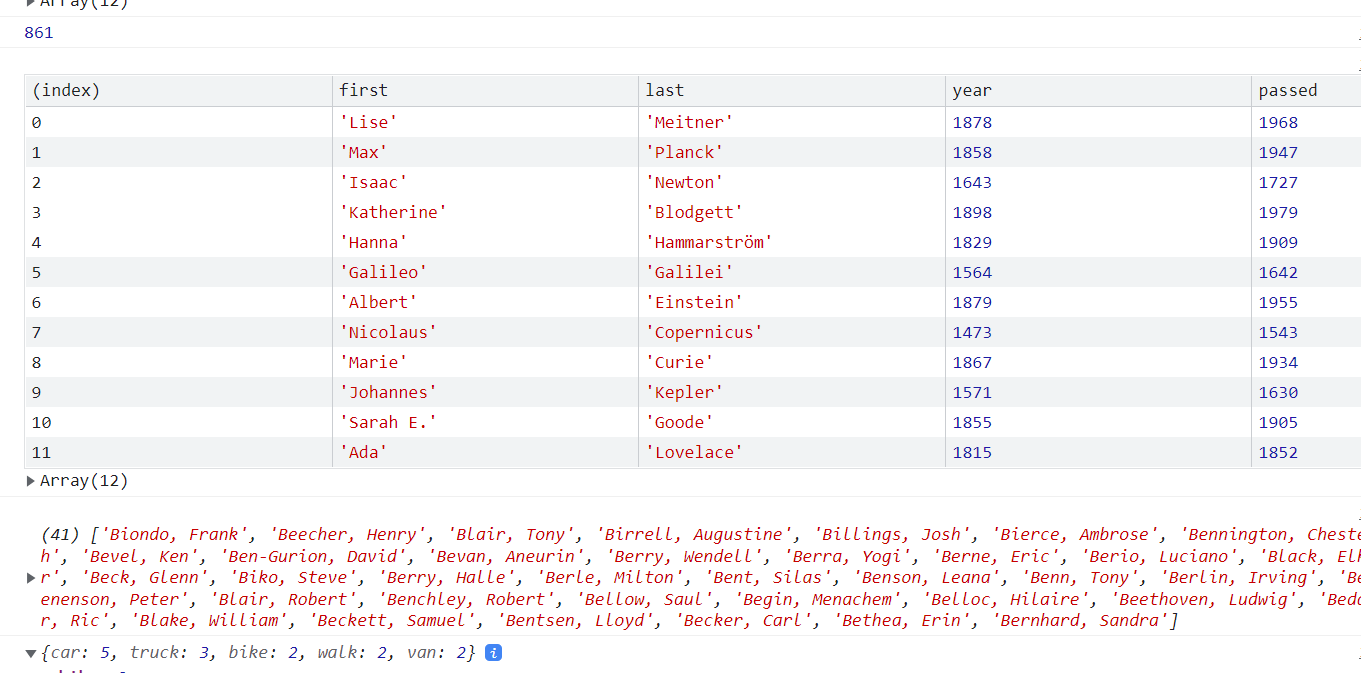 Array(12)
861
(index) first last year passed
0 'Lise' 'Meitner' 1878 1968
1 'Max' 'Planck' 1858 1947
2 'Isaac' 'Newton' 1643 1727
3 'Katherine' 'Blodgett' 1898 1979
4 'Hanna' 'Hammarström' 1829 1909
5 'Galileo' 'Galilei' 1564 1642
6 'Albert' 'Einstein' 1879 1955
7 'Nicolaus' 'Copernicus' 1473 1543
8 'Marie' 'Curie' 1867 1934
9 'Johannes' 'Kepler' 1571 1630
10 'Sarah E.' 'Goode' 1855 1905
11 'Ada' 'Lovelace' 1815 1852
Array(12)
(41) ['Biondo, Frank', 'Beecher, Henry', 'Blair, Tony', 'Birrell, Augustine', 'Billings, Josh', 'Bierce, Ambrose', 'Bennington, Cheste
h', 'Bevel, Ken', 'Ben-Gurion, David', 'Bevan, Aneurin', 'Berry, Wendell', 'Berra, Yogi', 'Berne, Eric', 'Berio, Luciano', 'Black, Elk
r', 'Beck, Glenn', 'Biko, Steve', 'Berry, Halle', 'Berle, Milton', 'Bent, Silas', 'Benson, Leana', 'Benn, Tony', 'Berlin, Irving', 'Be
enenson, Peter', 'Blair, Robert', 'Benchley, Robert', 'Bellow, Saul', 'Begin, Menachem', 'Belloc, Hilaire', 'Beethoven, Ludwig', 'Bedd
r, Ric', 'Blake, William', 'Beckett, Samuel', 'Bentsen, Lloyd', 'Becker, Carl', 'Bethea, Erin', 'Bernhard, Sandra']
{car: 5, truck: 3, bike: 2, walk: 2, van: 2} i